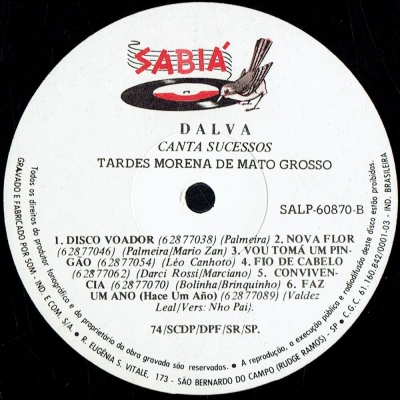 SABIÁ
DALVA
CANTA SUCESSOS
TARDES MORENA DE MATO GROSSO
SALP-60870-B
1. DISCO VOADOR (62877038) (Palmeira) 2. NOVA FLOR
(62877046) (Palmeira/Mario Zan) 3. VOU TOMÁ UM PIN-
GÃO (62877054) (Léo Canhoto) 4. FIO DE CABELO
(62877062) (Darci Rossi/Marciano) 5. CONVIVEN-
CIA (62877070) (Bolinha/Brinquinho) 6. FAZ
UM ANO (Hace Um Año) (62877089) (Valdez
Leal/Vers: Nho Pai).
74/SCDP/DPF/SR/SP.
GRAVADO E FABRICADO POR SOM - IND. E COM. S/A. - R. EUGÊNIA S. VITALE, 173 - SÃO BERNARDO DO CAMPO (RUDGE RAMOS) - SP - C.G.C. 61.160.842/0001-03 - IND. BRASILEIRA
Todos os direitos do produtor fonográfico e do proprietário da obra gravada são reservados. - A reprodução, a execução pública e radiodifusão deste disco estão proibidas.